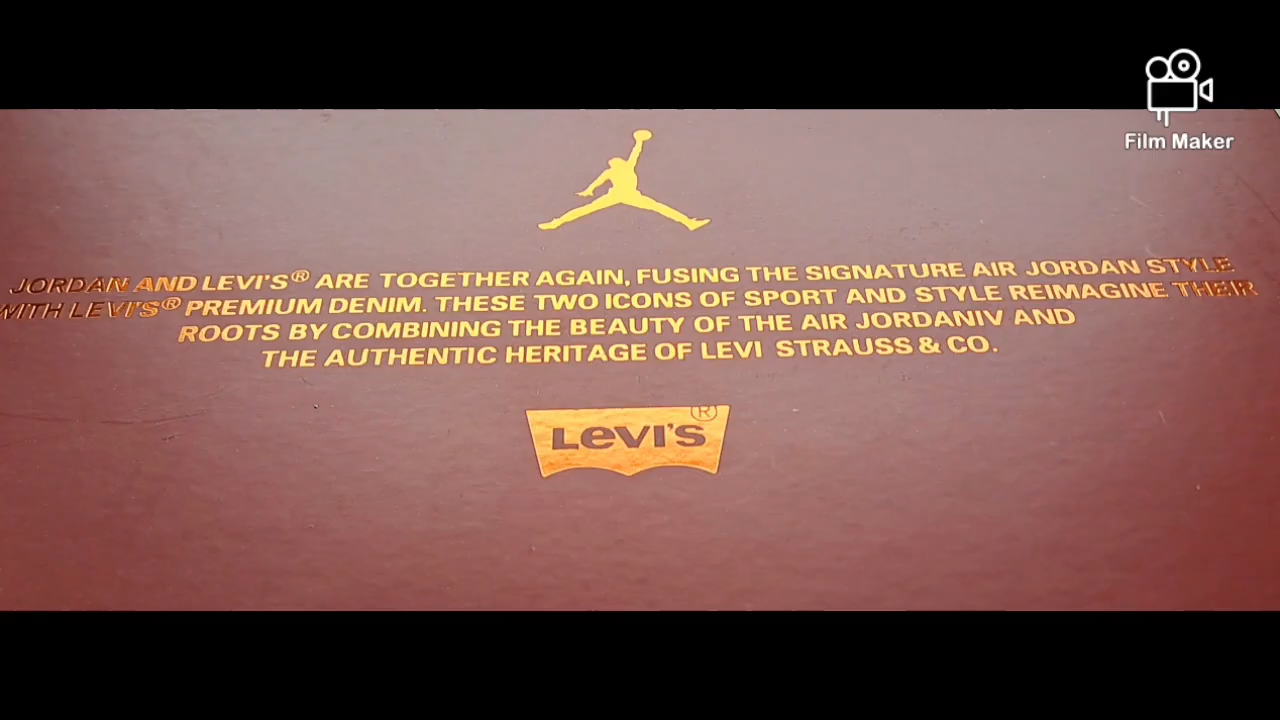 Film Maker
JORDAN AND LEVI'S® ARE TOGETHER AGAIN, FUSING THE SIGNATURE AIR JORDAN STYLE
WITH LEVI'S® PREMIUM DENIM. THESE TWO ICONS OF SPORT AND STYLE REIMAGINE THEIR
ROOTS BY COMBINING THE BEAUTY OF THE AIR JORDAN IV AND
THE AUTHENTIC HERITAGE OF LEVI STRAUSS & CO.
LEVI'S®